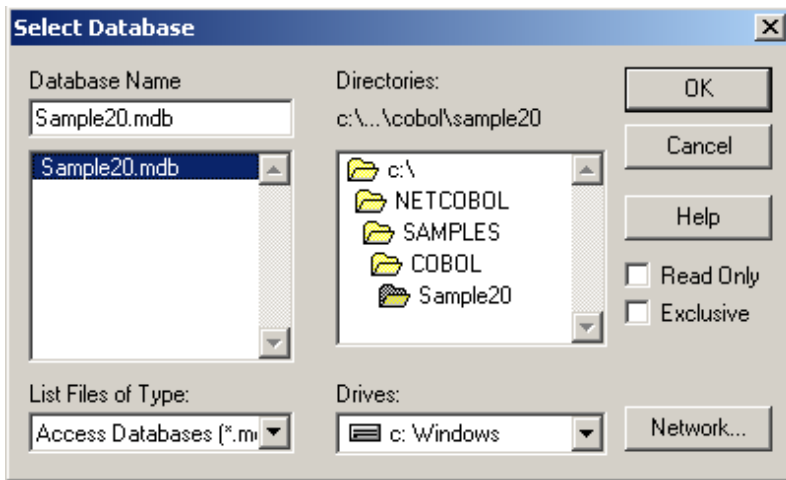 Select Database
Database Name
Sample20.mdb
Sample20.mdb
List Files of Type:
Access Databases (*.m
Directories:
c:\...\cobol\sample20
c:\
NETCOBOL
SAMPLES
COBOL
Sample20
Drives:
c: Windows
OK
Cancel
Help
Read Only
Exclusive
Network...